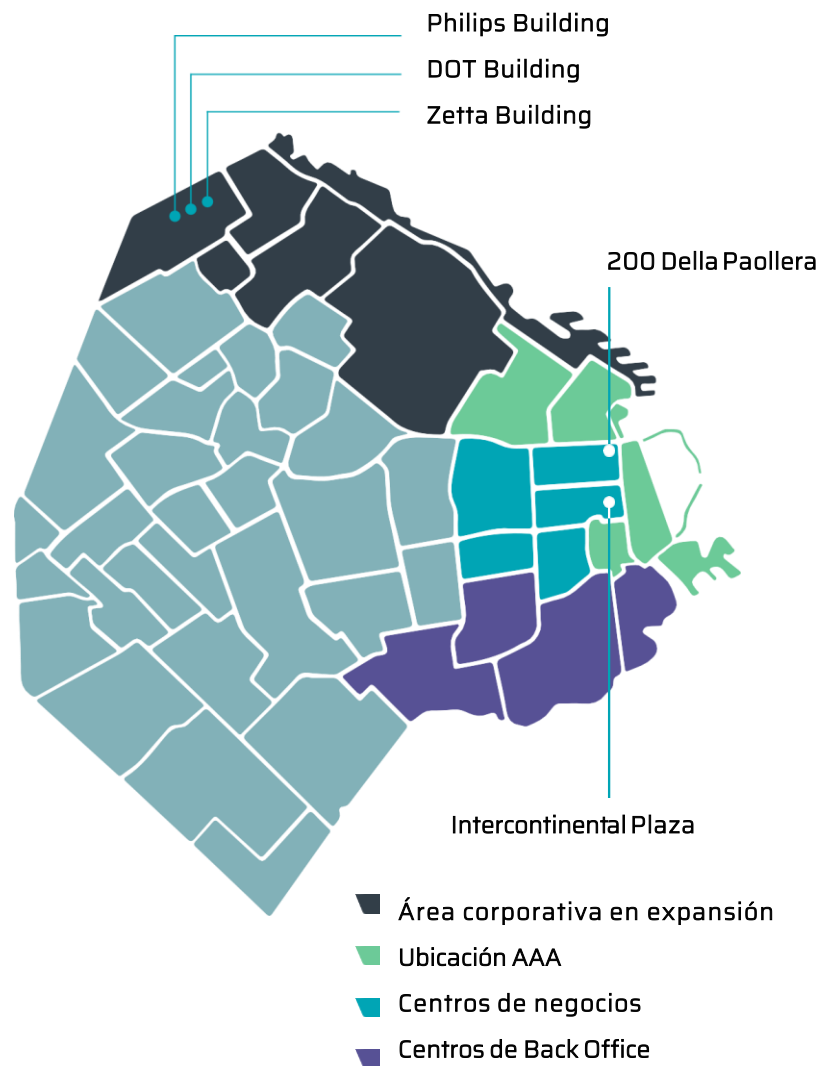 Philips Building
DOT Building
Zetta Building
200 Della Paollera
Intercontinental Plaza
Área corporativa en expansión
Ubicación AAA
Centros de negocios
Centros de Back Office